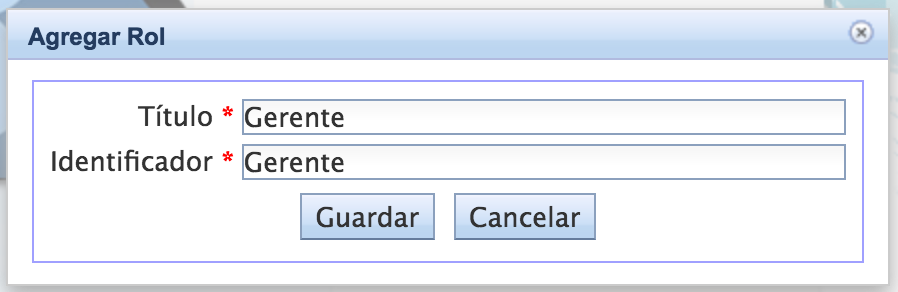 Agregar Rol
Título * Gerente
Identificador * Gerente
Guardar Cancelar